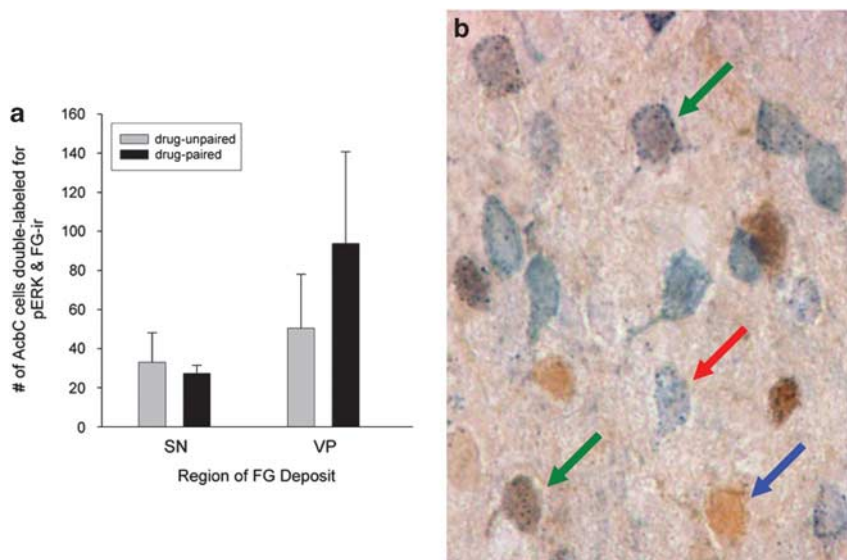 a
160
140
120
100
80
60
40
20
0
# of AcbC cells double-labeled for
pERK & FG-ir
drug-unpaired
drug-paired
SN
VP
Region of FG Deposit
b